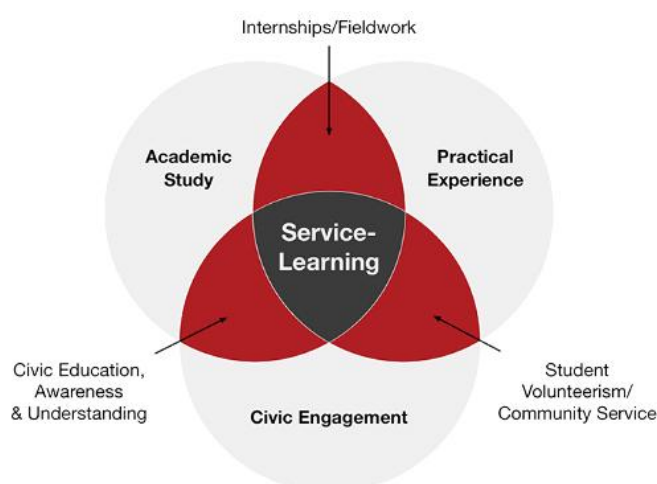 Internships/Fieldwork
Academic
Study
Practical
Experience
Service-
Learning
Civic Education,
Awareness
& Understanding
Civic Engagement
Student
Volunteerism/
Community Service